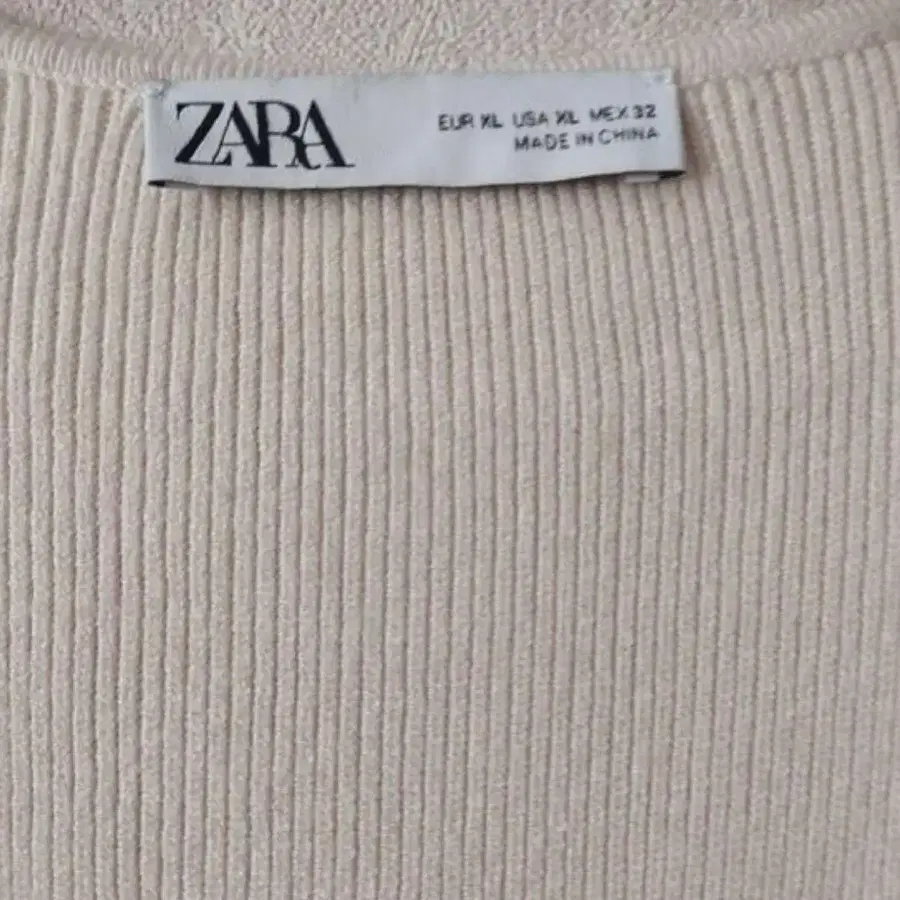 ZARA
EUR XL USA XL MEX 32
MADE IN CHINA